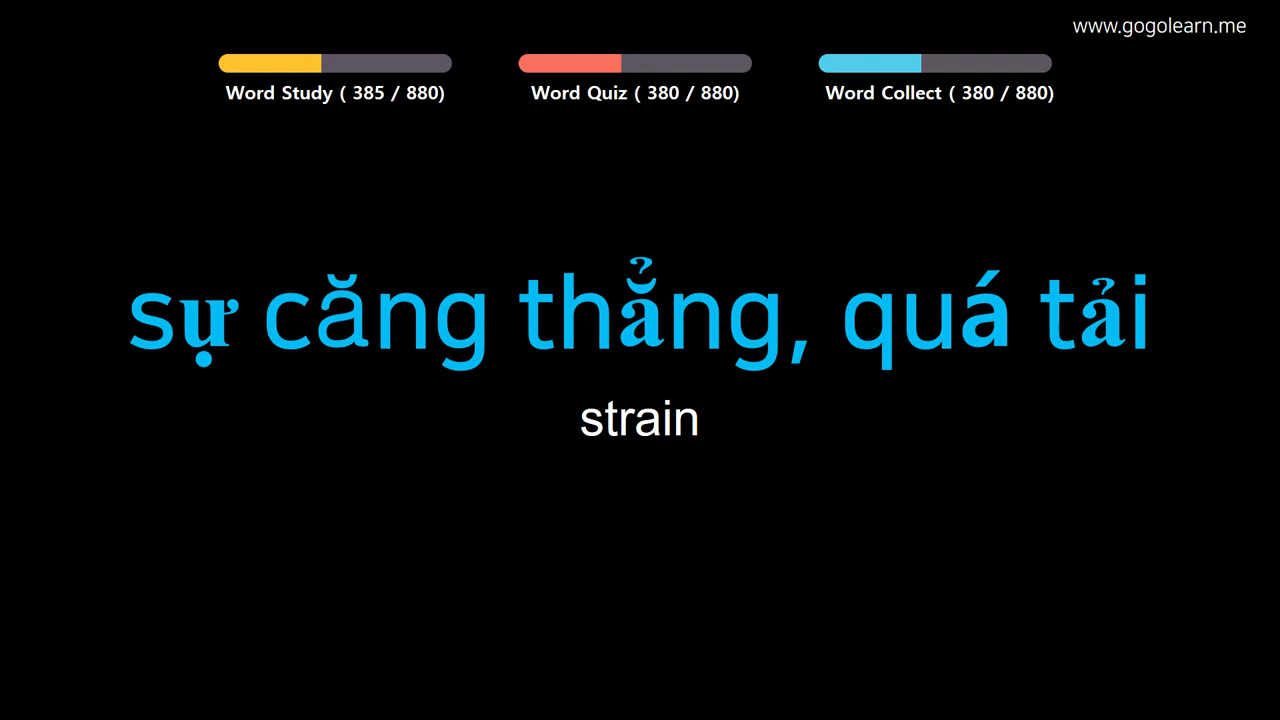 www.gogolearn.me
Word Study ( 385 / 880)
Word Quiz ( 380 / 880)
Word Collect ( 380 / 880)
sự căng thẳng, quá tải
strain